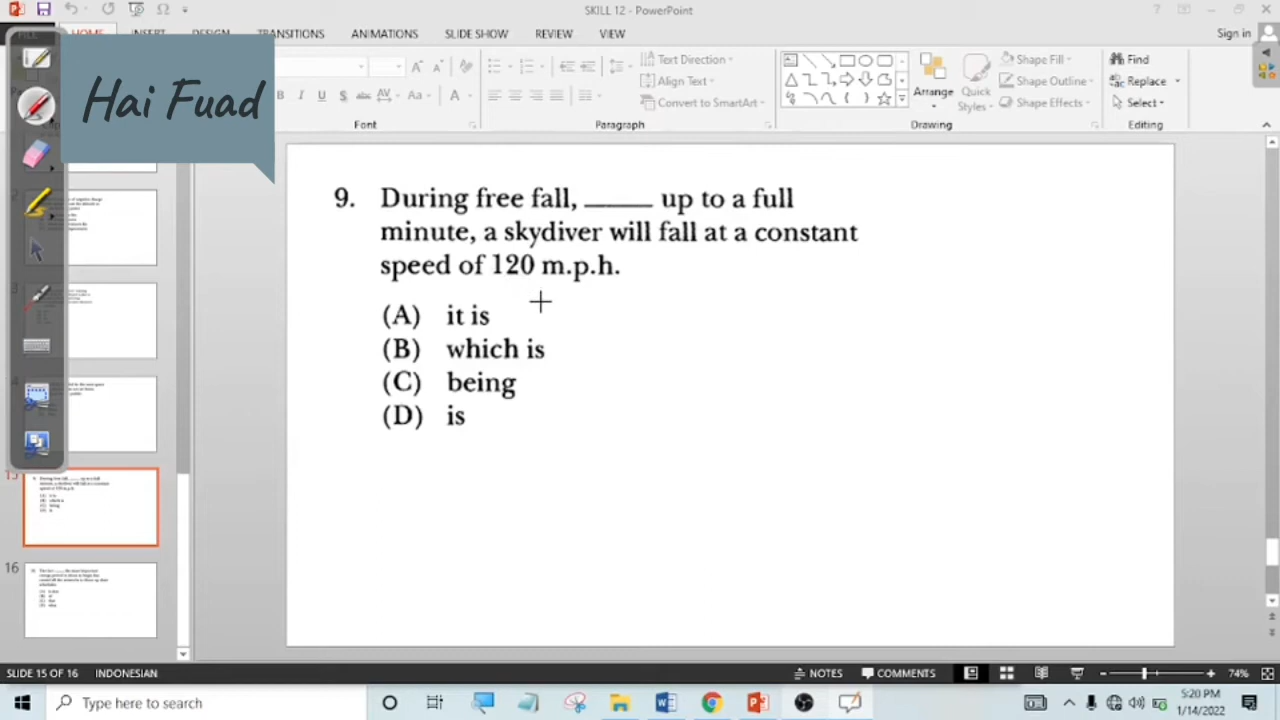 SKILL 12 - PowerPoint
FILE HOME INSERT DESIGN TRANSITIONS ANIMATIONS SLIDE SHOW REVIEW VIEW Sign in
Hai Fuad
Text Direction
Align Text
Convert to SmartArt
Arrange
Quick
Styles
Shape Fill
Shape Outline
Shape Effects
Find
Replace
Select
Font Paragraph Drawing Editing
9. During free fall, ______ up to a full
minute, a skydiver will fall at a constant
speed of 120 m.p.h.
(A) it is
(B) which is
(C) being
(D) is
15
16
SLIDE 15 OF 16 INDONESIAN NOTES COMMENTS 74%
Type here to search
5:20 PM
1/14/2022